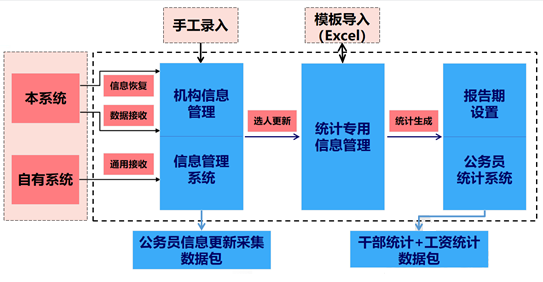 手工录入
模板导入
（Excel）
本系统
自有系统
信息恢复
数据接收
通用接收
机构信息
管理
信息管理
系统
选人更新
统计专用
信息管理
统计生成
报告期
设置
公务员
统计系统
公务员信息更新采集
数据包
干部统计+工资统计
数据包